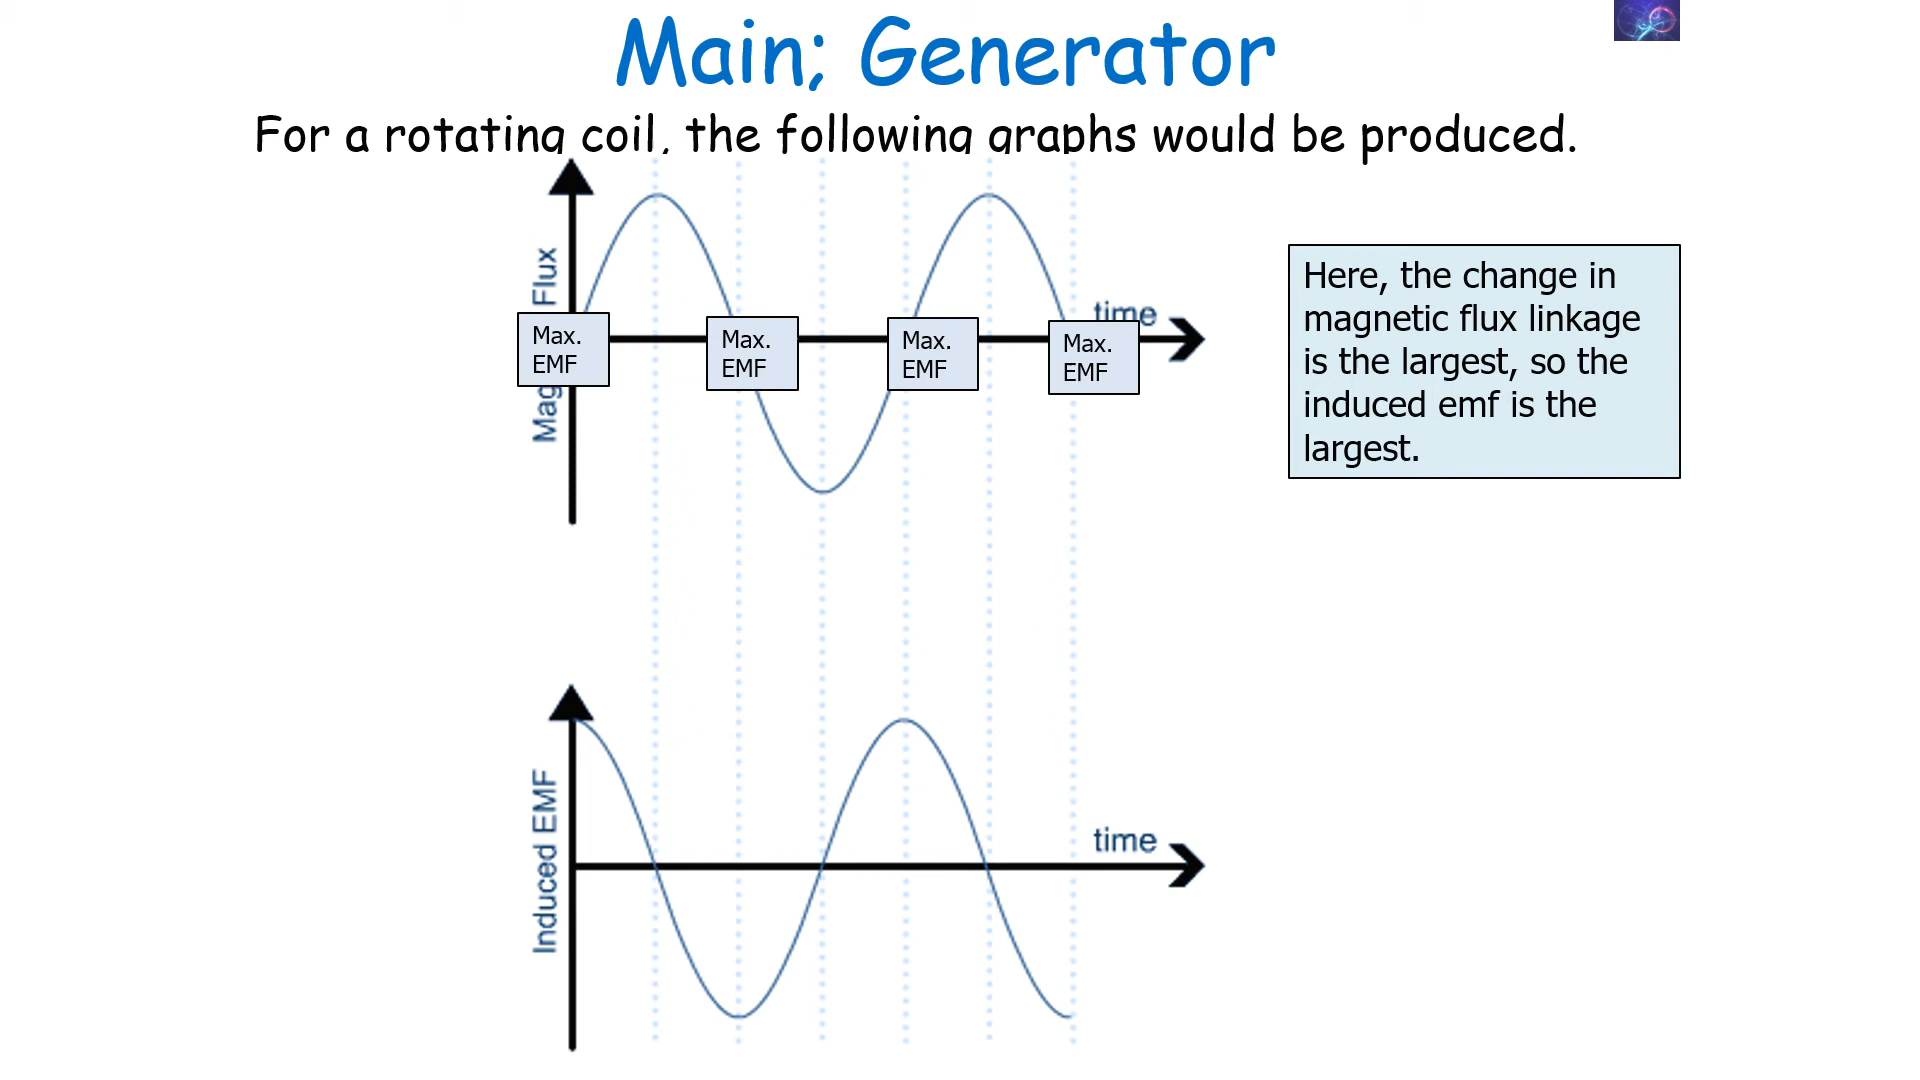 Main; Generator
For a rotating coil, the following graphs would be produced.
Flux
Mag
time
Max.
EMF
Max.
EMF
Max.
EMF
Max.
EMF
Here, the change in
magnetic flux linkage
is the largest, so the
induced emf is the
largest.
Induced EMF
time